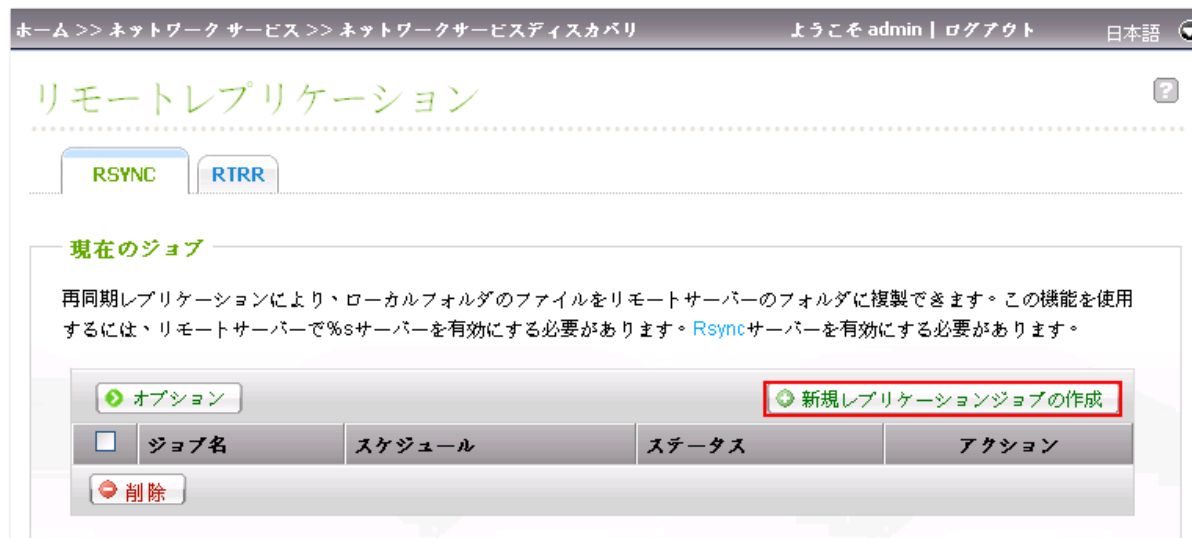 ホーム >> ネットワーク サービス >> ネットワークサービスディスカバリ ようこそ admin | ログアウト 日本語
リモートレプリケーション ?
RSYNC RTRR
現在のジョブ
再同期レプリケーションにより、ローカルフォルダのファイルをリモートサーバーのフォルダに複製できます。この機能を使用
するには、リモートサーバーで%sサーバーを有効にする必要があります。Rsyncサーバーを有効にする必要があります。
オプション 新規レプリケーションジョブの作成
ジョブ名 スケジュール ステータス アクション
削除